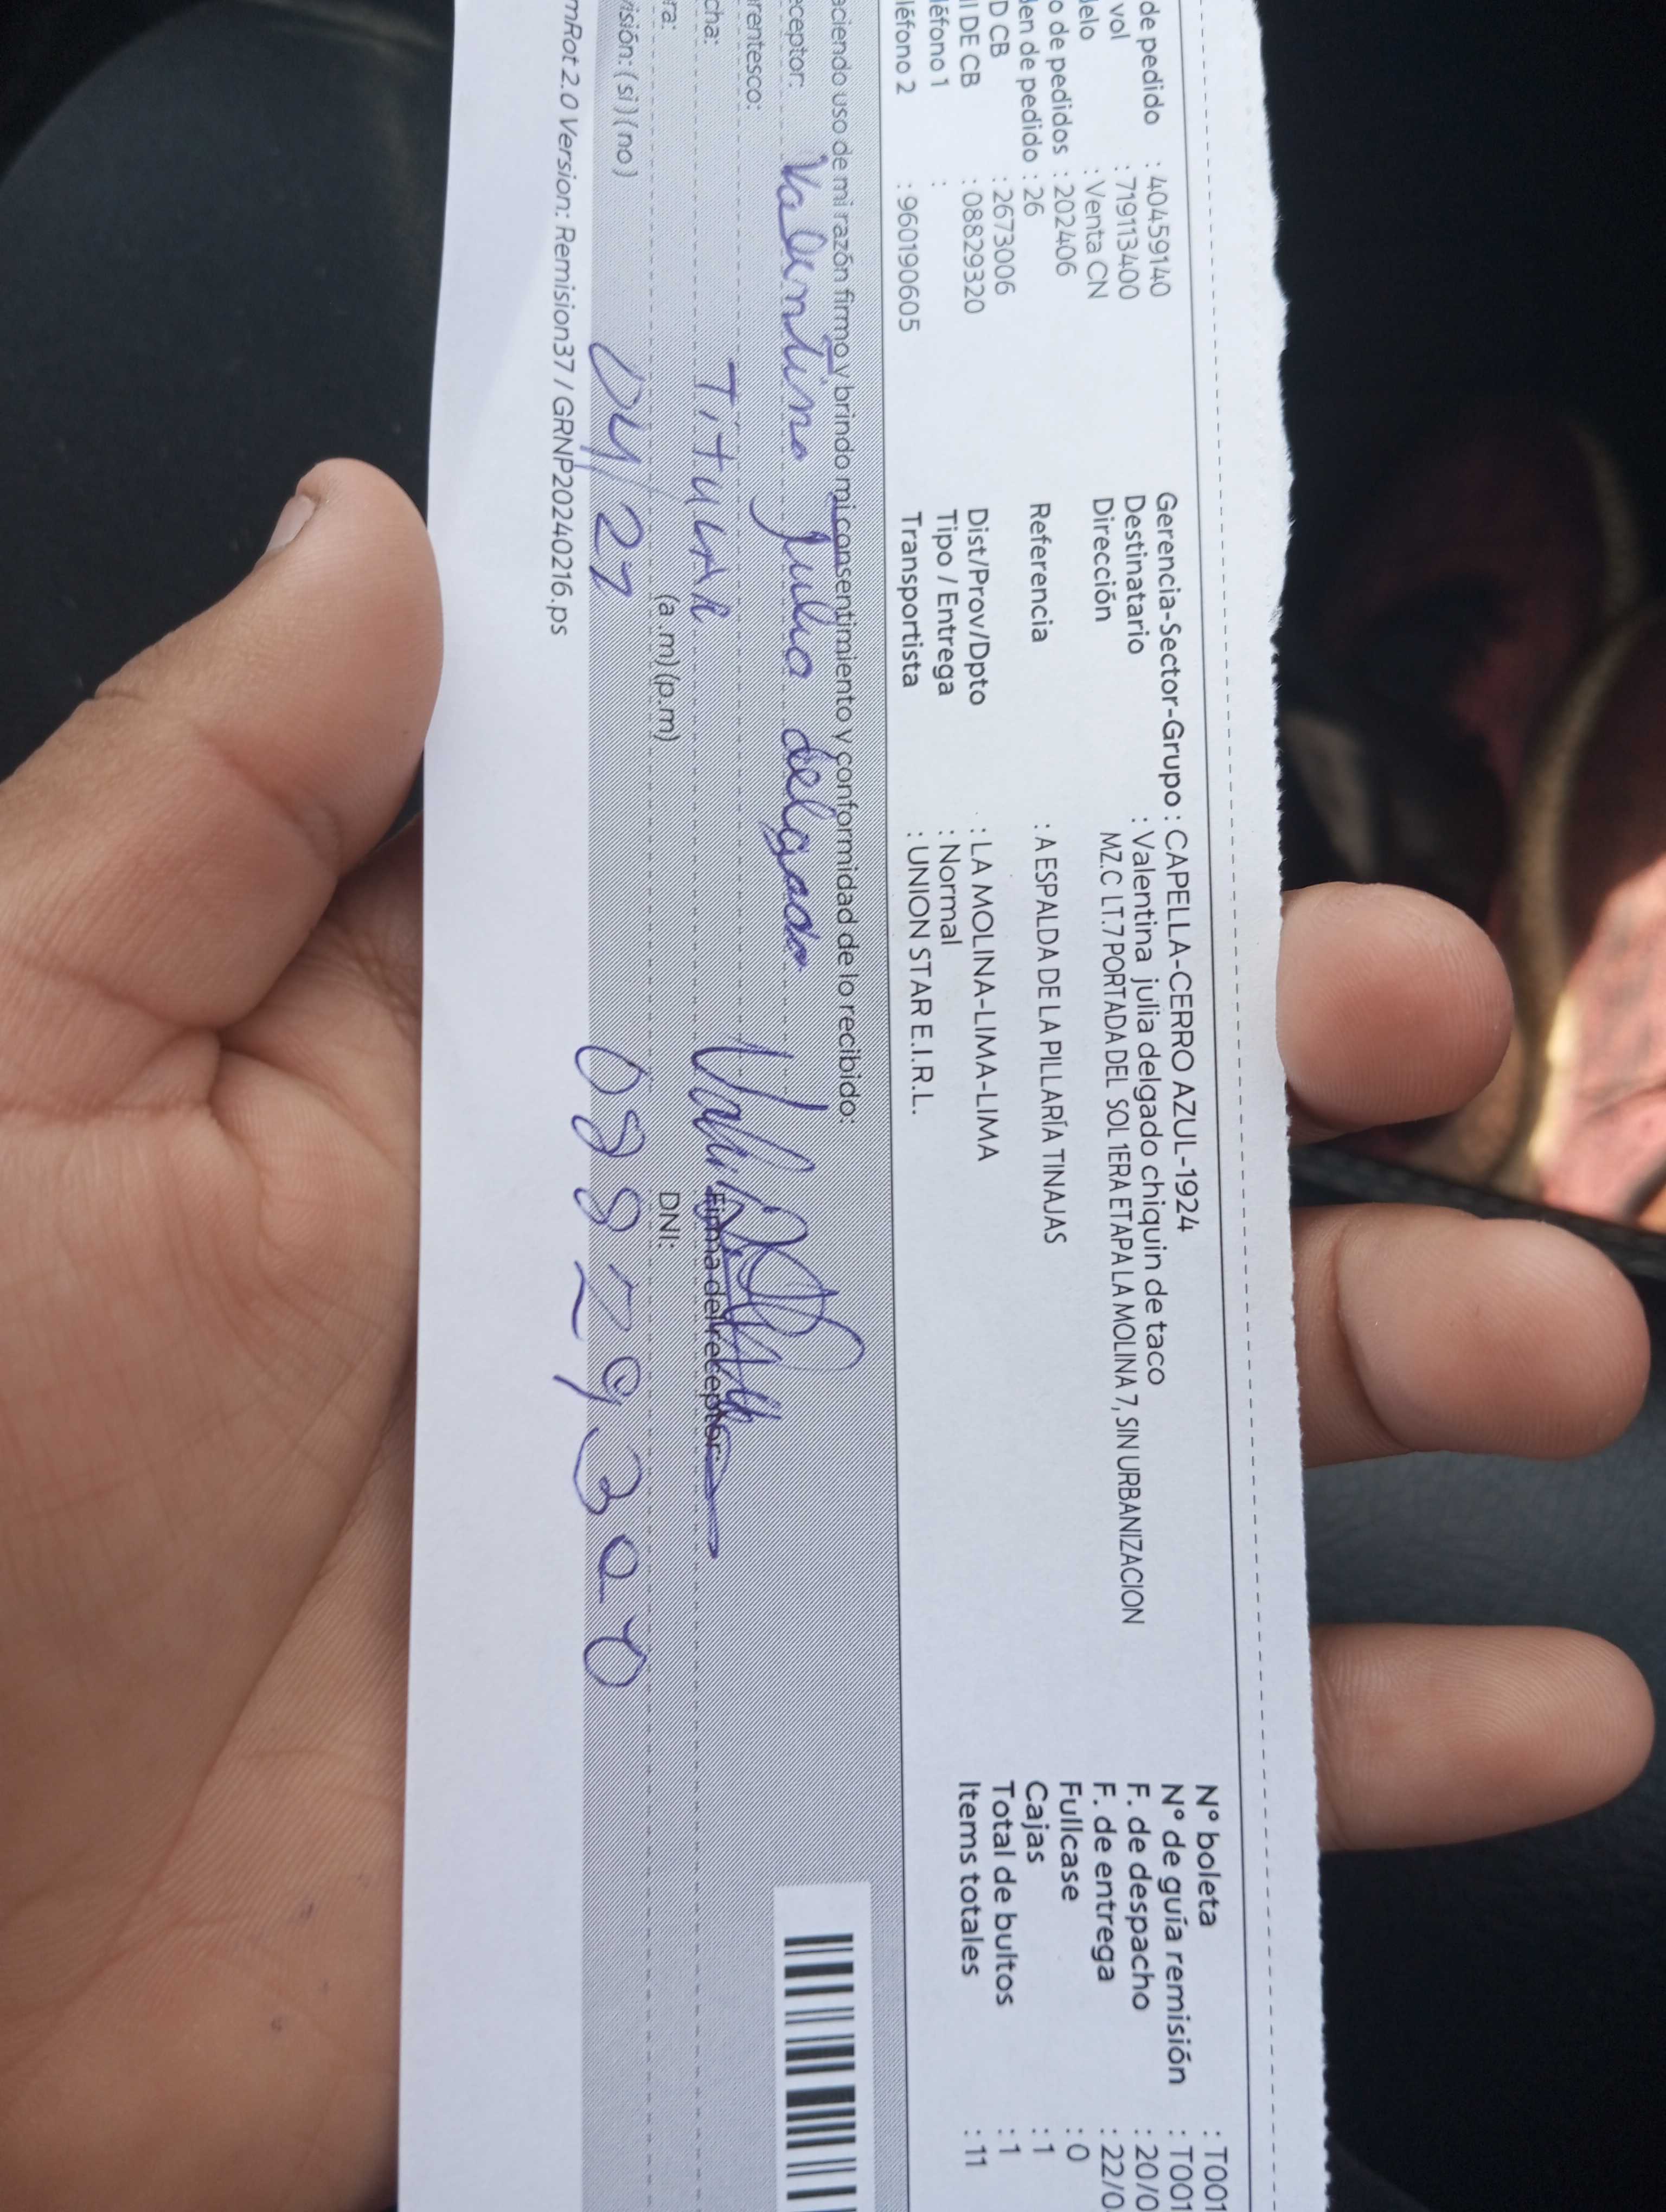 de pedido : 40459140
vol : 719113400
elo : Venta CN
o de pedidos : 202406
en de pedido : 26
D CB : 2673006
I DE CB : 08829320
léfono 1 :
léfono 2 : 960190605
Gerencia-Sector-Grupo : CAPELLA-CERRO AZUL-1924
Destinatario : Valentina julia delgado chiquin de taco
Dirección MZ.C LT.7 PORTADA DEL SOL 1ERA ETAPA LA MOLINA 7, SIN URBANIZACION
Referencia : A ESPALDA DE LA PILLARÍA TINAJAS
Dist/Prov/Dpto : LA MOLINA-LIMA-LIMA
Tipo / Entrega : Normal
Transportista : UNION STAR E.I.R.L.
N° boleta : T001
N° de guía remisión : T001
F. de despacho : 20/0
F. de entrega : 22/0
Fullcase : 0
Cajas : 1
Total de bultos : 1
Items totales : 11
aciendo uso de mi razón firmo y brindo mi consentimiento y conformidad de lo recibido:
eceptor: Valentina Julia delgado
rentesco: TITULAR
cha: Firma del receptor:
ra: (a.m)(p.m) DNI:
visión: (si)(no) 04/27 08829320
mRot 2.0 Version: Remision37 / GRNP20240216.ps